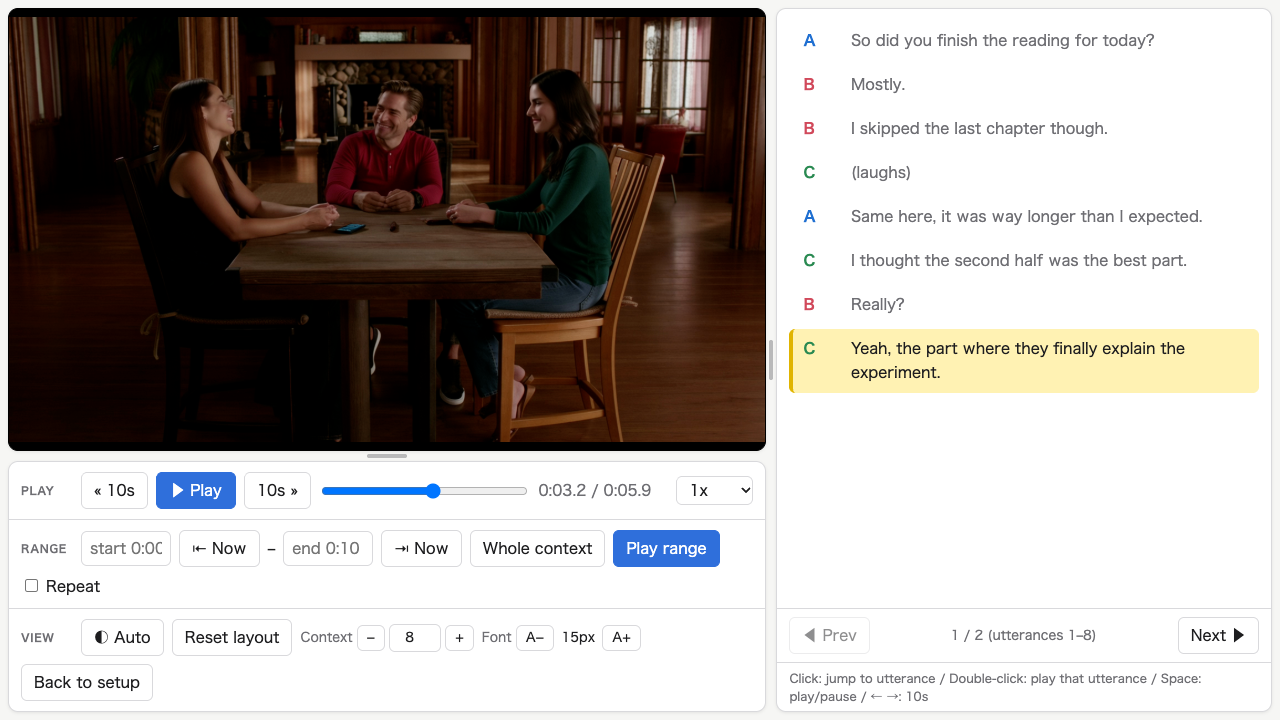 A So did you finish the reading for today?
B Mostly.
B I skipped the last chapter though.
C (laughs)
A Same here, it was way longer than I expected.
C I thought the second half was the best part.
B Really?
C Yeah, the part where they finally explain the
experiment.
PLAY « 10s ▶ Play 10s » 0:03.2 / 0:05.9 1x
RANGE start 0:00 ⇤ Now – end 0:10 ⇥ Now Whole context Play range
Repeat
VIEW ◐ Auto Reset layout Context – 8 + Font A– 15px A+
Back to setup
◀ Prev 1 / 2 (utterances 1–8) Next ▶
Click: jump to utterance / Double-click: play that utterance / Space:
play/pause / ← →: 10s